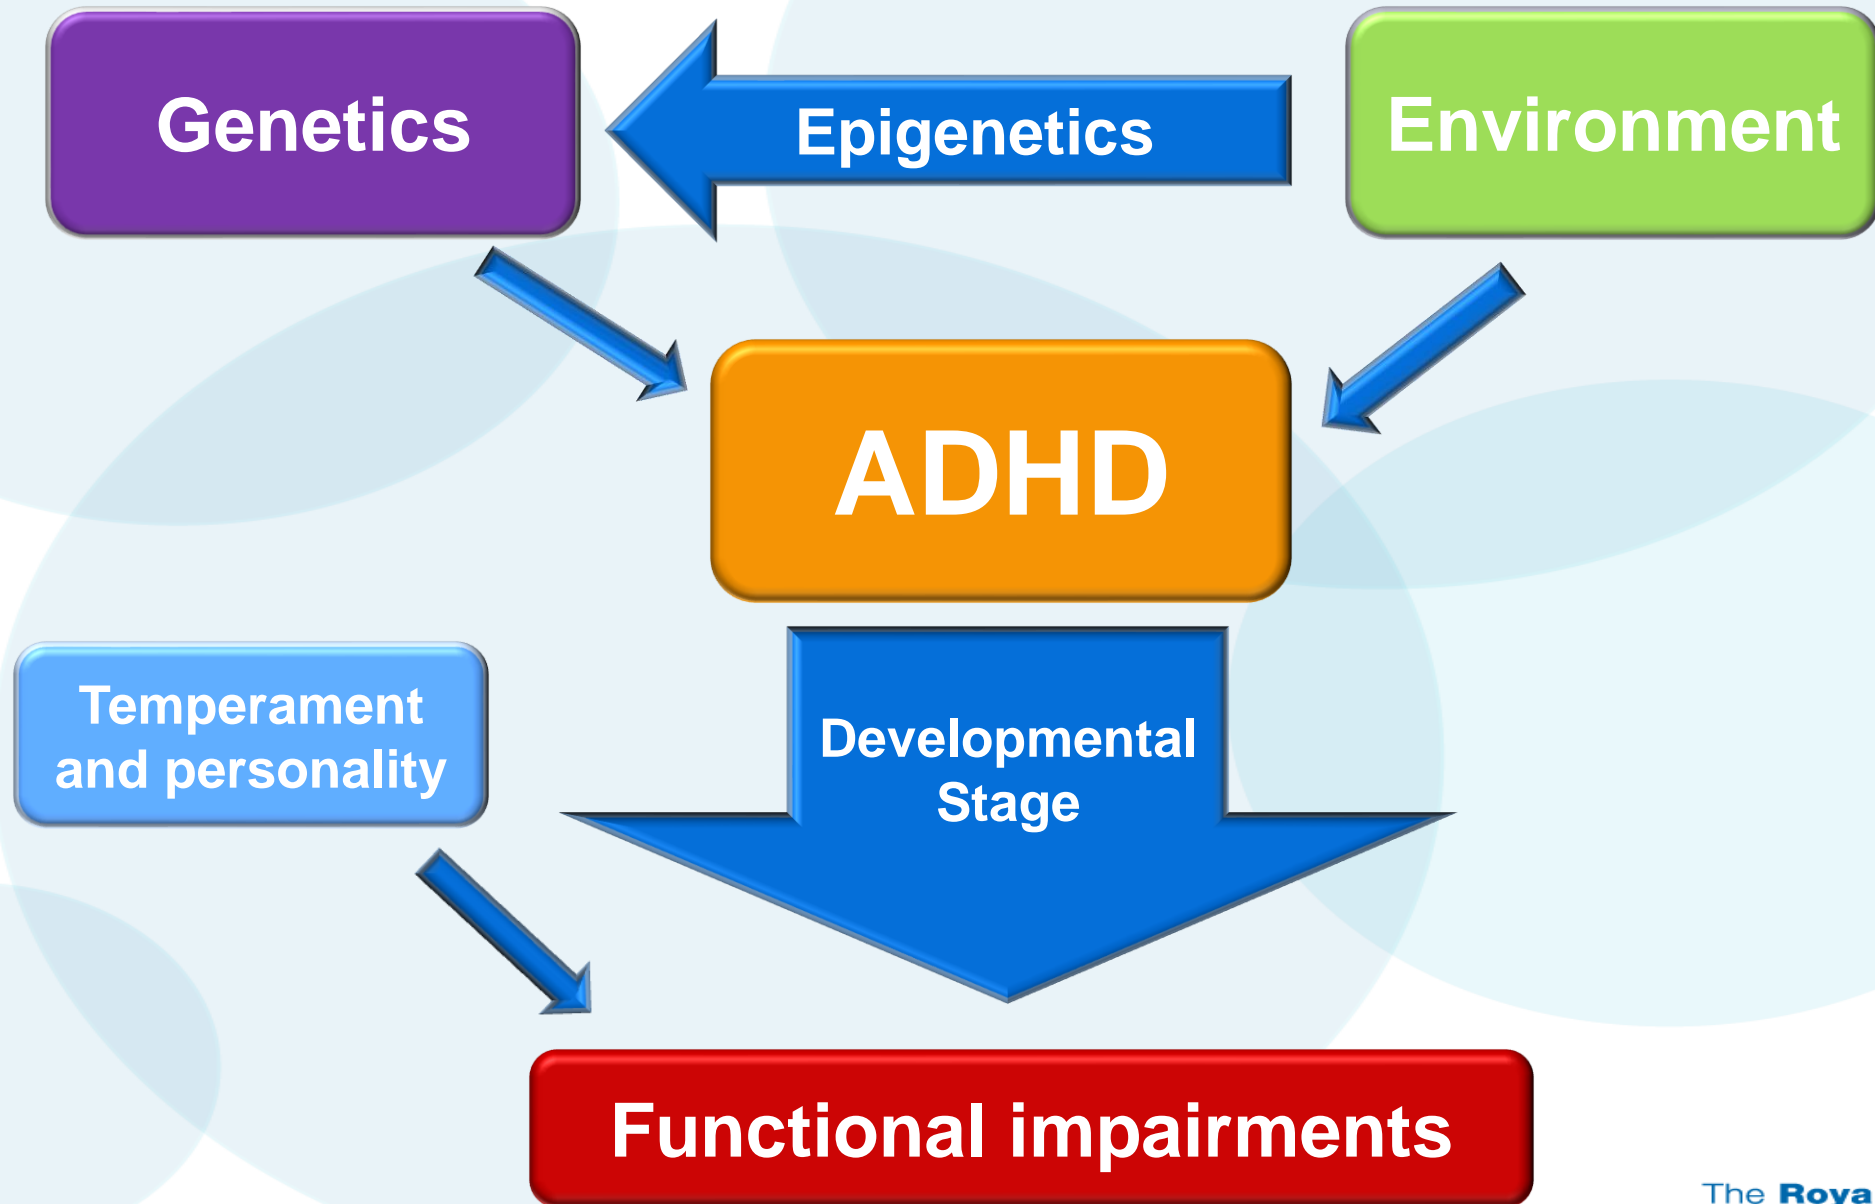 Genetics
Epigenetics
Environment
ADHD
Temperament
and personality
Developmental
Stage
Functional impairments
The